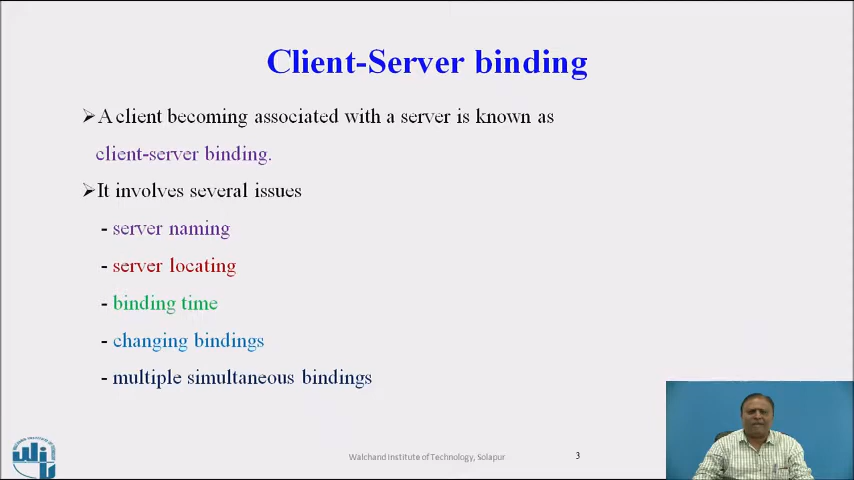 Client-Server binding
A client becoming associated with a server is known as
client-server binding.
It involves several issues
- server naming
- server locating
- binding time
- changing bindings
- multiple simultaneous bindings
Walchand Institute of Technology, Solapur
3